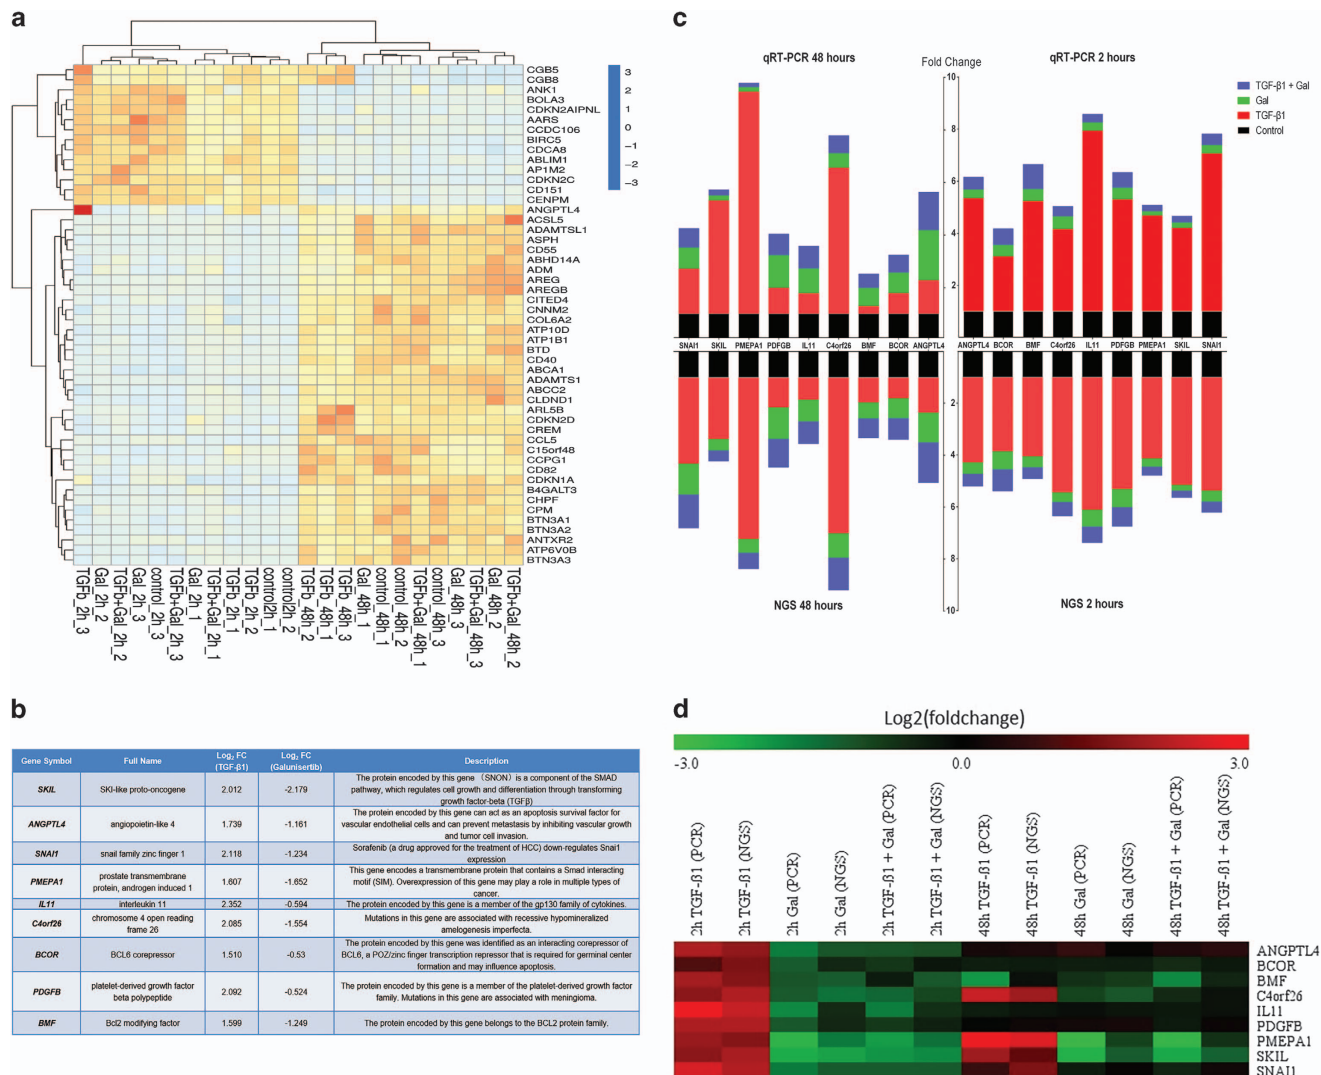 a
CGB5
CGB8
ANK1
BOLA3
CDKN2AIPNL
AARS
CCDC106
BIRC5
CDCA8
ABLIM1
AP1M2
CDKN2C
CD151
CENPM
ANGPTL4
ACSL5
ADAMTSL1
ASPH
CD55
ABHD14A
ADM
AREG
AREGB
CITED4
CNNM2
COL6A2
ATP10D
ATP1B1
BTD
CD40
ABCA1
ADAMTS1
ABCC2
CLDND1
ARL5B
CDKN2D
CREM
CCL5
C15orf48
CCPG1
CD82
CDKN1A
B4GALT3
CHPF
CPM
BTN3A1
BTN3A2
ANTXR2
ATP6V0B
BTN3A3
3
2
1
0
−1
−2
−3
TGFb_2h_3
Gal_2h_2
TGFb+Gal_2h_2
Gal_2h_3
control_2h_3
TGFb+Gal_2h_3
Gal_2h_1
TGFb+Gal_2h_1
TGFb_2h_1
TGFb_2h_2
control2h_1
control2h_2
TGFb_48h_2
TGFb_48h_1
TGFb_48h_3
Gal_48h_1
control_48h_1
control_48h_2
TGFb+Gal_48h_1
control_48h_3
Gal_48h_3
TGFb+Gal_48h_3
Gal_48h_2
TGFb+Gal_48h_2
b
Gene Symbol Full Name Log2 FC (TGF-β1) Log2 FC (Galunisertib) Description
SKIL SKI-like proto-oncogene 2.012 -2.179 The protein encoded by this gene (SNON) is a component of the SMAD
pathway, which regulates cell growth and differentiation through transforming
growth factor-beta (TGFβ)
ANGPTL4 angiopoietin-like 4 1.739 -1.161 The protein encoded by this gene can act as an apoptosis survival factor for
vascular endothelial cells and can prevent metastasis by inhibiting vascular growth
and tumor cell invasion.
SNAI1 snail family zinc finger 1 2.118 -1.234 Sorafenib (a drug approved for the treatment of HCC) down-regulates Snai1
expression
PMEPA1 prostate transmembrane protein, androgen induced 1 1.607 -1.652 This gene encodes a transmembrane protein that contains a Smad interacting
motif (SIM). Overexpression of this gene may play a role in multiple types of
cancer.
IL11 interleukin 11 2.352 -0.594 The protein encoded by this gene is a member of the gp130 family of cytokines.
C4orf26 chromosome 4 open reading frame 26 2.085 -1.554 Mutations in this gene are associated with recessive hypomineralized
amelogenesis imperfecta.
BCOR BCL6 corepressor 1.510 -0.53 The protein encoded by this gene was identified as an interacting corepressor of
BCL6, a POZ/zinc finger transcription repressor that is required for germinal center
formation and may influence apoptosis.
PDGFB platelet-derived growth factor beta polypeptide 2.092 -0.524 The protein encoded by this gene is a member of the platelet-derived growth factor
family. Mutations in this gene are associated with meningioma.
BMF Bcl2 modifying factor 1.599 -1.249 The protein encoded by this gene belongs to the BCL2 protein family.
c
qRT-PCR 48 hours
Fold Change
qRT-PCR 2 hours
TGF-β1 + Gal
Gal
TGF-β1
Control
10
8
6
4
2
SNAI1 SKIL PMEPA1 PDFGB IL11 C4orf26 BMF BCOR ANGPTL4
ANGPTL4 BCOR BMF C4orf26 IL11 PDFGB PMEPA1 SKIL SNAI1
2
4
6
8
10
NGS 48 hours
NGS 2 hours
d
Log2(foldchange)
-3.0 0.0 3.0
2h TGF-ß1 (PCR)
2h TGF-ß1 (NGS)
2h Gal (PCR)
2h Gal (NGS)
2h TGF-ß1 + Gal (PCR)
2h TGF-ß1 + Gal (NGS)
48h TGF-ß1 (PCR)
48h TGF-ß1 (NGS)
48h Gal (PCR)
48h Gal (NGS)
48h TGF-ß1 + Gal (PCR)
48h TGF-ß1 + Gal (NGS)
ANGPTL4
BCOR
BMF
C4orf26
IL11
PDGFB
PMEPA1
SKIL
SNAI1